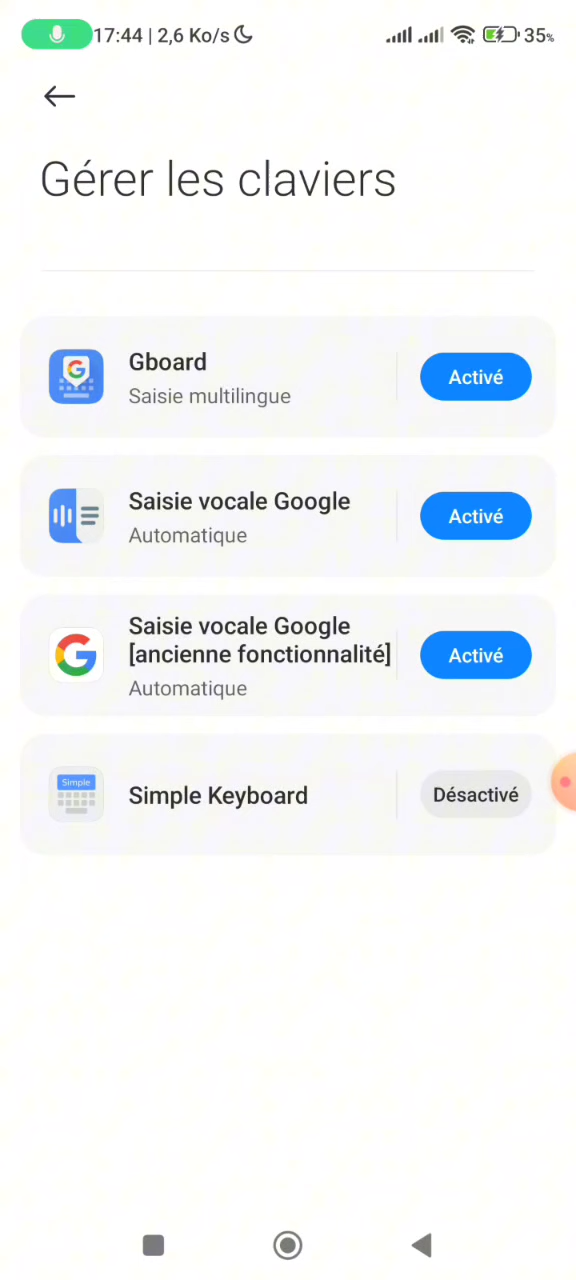 17:44 | 2,6 Ko/s 35%
Gérer les claviers
Gboard
Saisie multilingue
Activé
Saisie vocale Google
Automatique
Activé
Saisie vocale Google
[ancienne fonctionnalité]
Automatique
Activé
Simple
Simple Keyboard
Désactivé